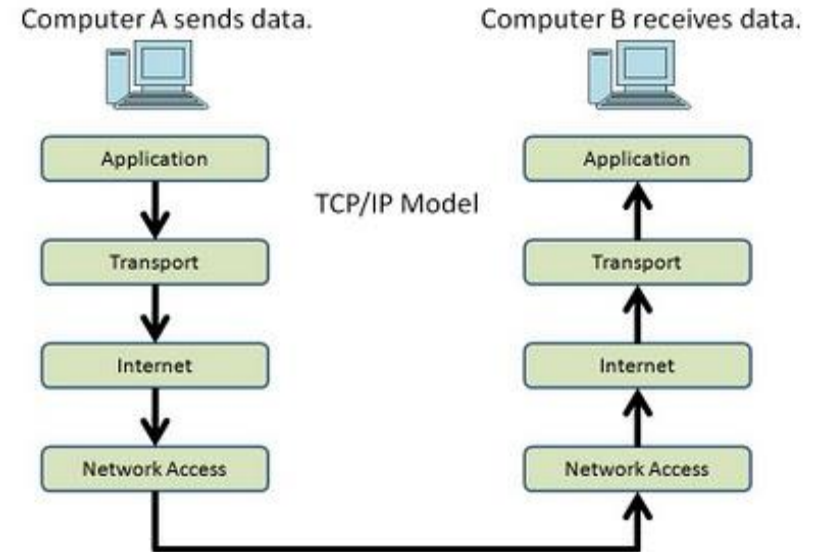 Computer A sends data.
Computer B receives data.
Application
Application
TCP/IP Model
Transport
Transport
Internet
Internet
Network Access
Network Access